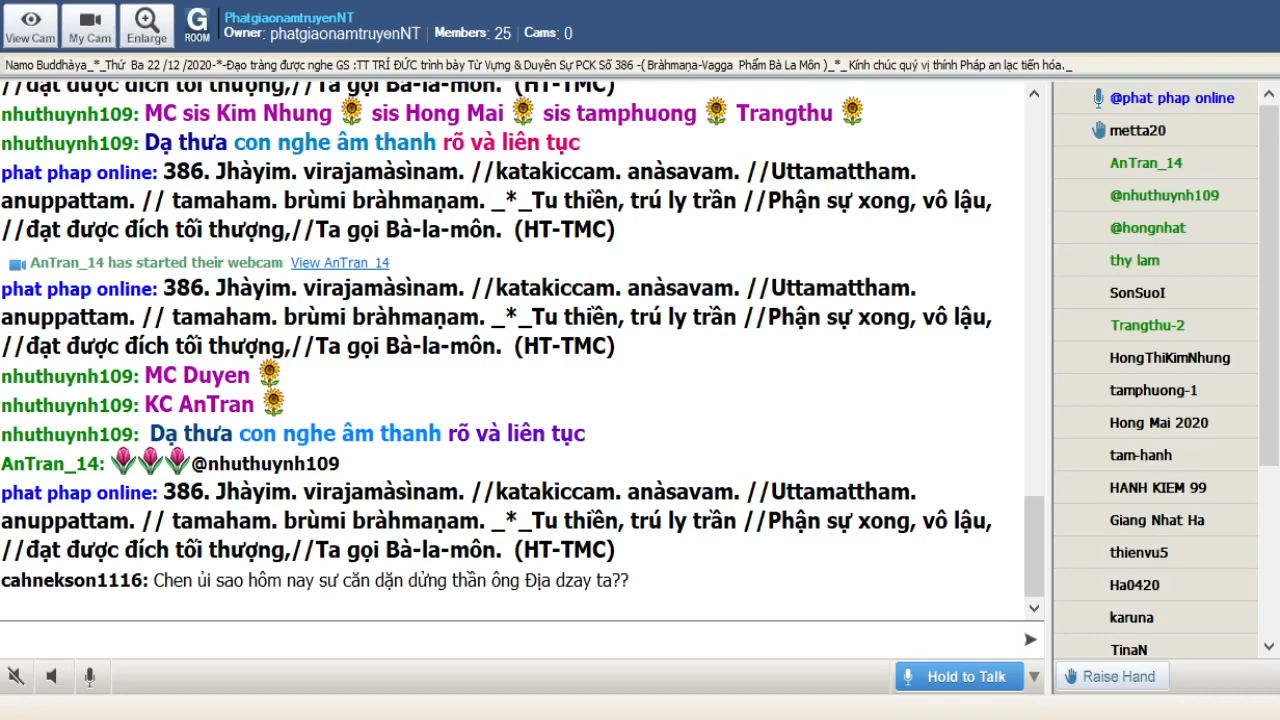 View Cam
My Cam
Enlarge
G
ROOM
PhatgiaonamtruyenNT
Owner: phatgiaonamtruyenNT | Members: 25 | Cams: 0
Namo Buddhàya_*_Thứ Ba 22 /12 /2020-*-Đạo tràng được nghe GS :TT TRÍ ĐỨC trình bày Từ Vựng & Duyên Sự PCK Số 386 -( Bràhmaṇa-Vagga Phẩm Bà La Môn )_*_ Kính chúc quý vị thính Pháp an lạc tiến hóa._
//đạt được đích tối thượng,//Ta gọi Bà-la-môn. (HT-TMC)
nhuthuynh109: MC sis Kim Nhung 🌻 sis Hong Mai 🌻 sis tamphuong 🌻 Trangthu 🌻
nhuthuynh109: Dạ thưa con nghe âm thanh rõ và liên tục
phat phap online: 386. Jhàyim. virajamàsìnam. //katakiccam. anàsavam. //Uttamattham.
anuppattam. // tamaham. brùmi bràhmaṇam. _*_Tu thiền, trú ly trần //Phận sự xong, vô lậu,
//đạt được đích tối thượng,//Ta gọi Bà-la-môn. (HT-TMC)
AnTran_14 has started their webcam View AnTran_14
phat phap online: 386. Jhàyim. virajamàsìnam. //katakiccam. anàsavam. //Uttamattham.
anuppattam. // tamaham. brùmi bràhmaṇam. _*_Tu thiền, trú ly trần //Phận sự xong, vô lậu,
//đạt được đích tối thượng,//Ta gọi Bà-la-môn. (HT-TMC)
nhuthuynh109: MC Duyen 🌻
nhuthuynh109: KC AnTran 🌻
nhuthuynh109: Dạ thưa con nghe âm thanh rõ và liên tục
AnTran_14: 🌷🌷🌷@nhuthuynh109
phat phap online: 386. Jhàyim. virajamàsìnam. //katakiccam. anàsavam. //Uttamattham.
anuppattam. // tamaham. brùmi bràhmaṇam. _*_Tu thiền, trú ly trần //Phận sự xong, vô lậu,
//đạt được đích tối thượng,//Ta gọi Bà-la-môn. (HT-TMC)
cahnekson1116: Chen ủi sao hôm nay sư căn dặn dửng thần ông Địa dzay ta??
Hold to Talk
@phat phap online
metta20
AnTran_14
@nhuthuynh109
@hongnhat
thy lam
SonSuoI
Trangthu-2
HongThiKimNhung
tamphuong-1
Hong Mai 2020
tam-hanh
HANH KIEM 99
Giang Nhat Ha
thienvu5
Ha0420
karuna
TinaN
Raise Hand